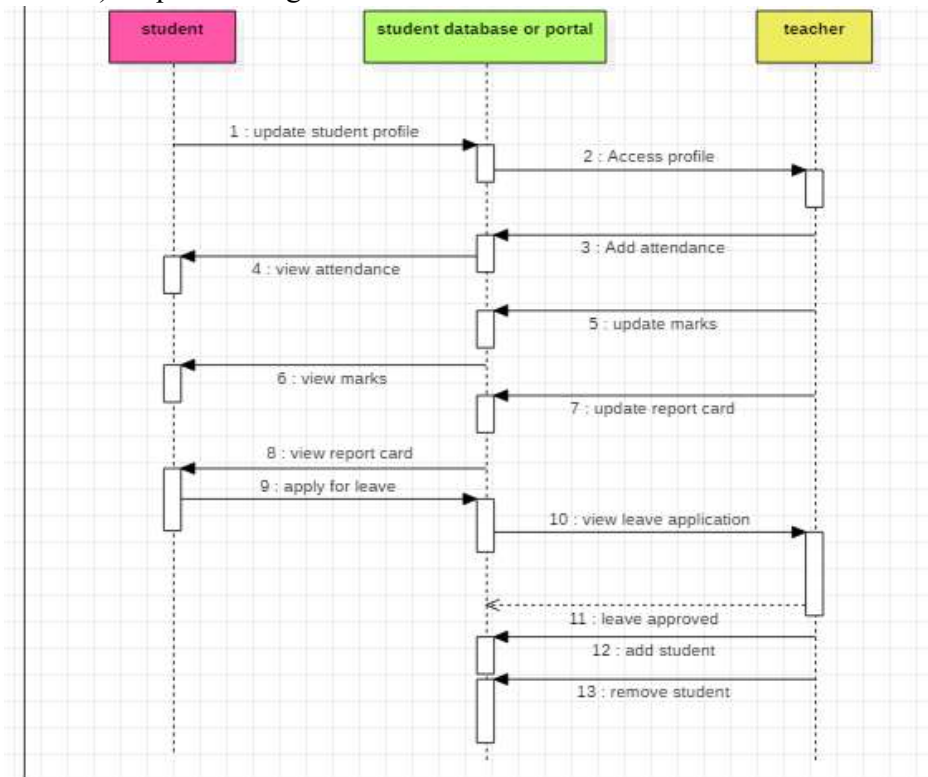 student
student database or portal
teacher
1 : update student profile
2 : Access profile
3 : Add attendance
4 : view attendance
5 : update marks
6 : view marks
7 : update report card
8 : view report card
9 : apply for leave
10 : view leave application
11 : leave approved
12 : add student
13 : remove student